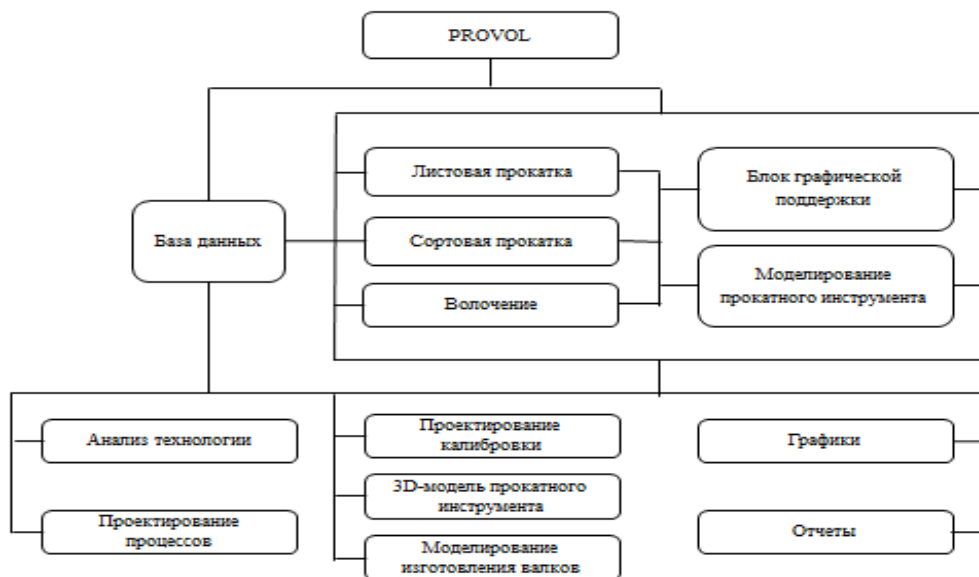 PROVOL
Листовая прокатка
Блок графической
поддержки
База данных
Сортовая прокатка
Моделирование
прокатного инструмента
Волочение
Анализ технологии
Проектирование
калибровки
Графики
3D-модель прокатного
инструмента
Проектирование
процессов
Отчеты
Моделирование
изготовления валков